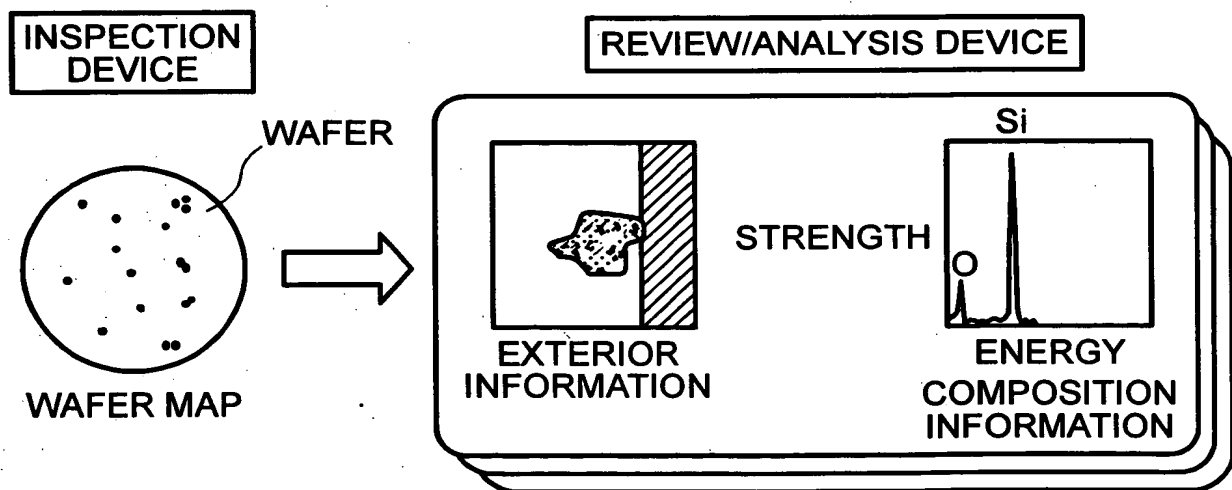 INSPECTION
DEVICE
WAFER
WAFER MAP
REVIEW//ANALYSIS DEVICE
EXTERIOR
INFORMATION
Si
STRENGTH
O
ENERGY
COMPOSITION
INFORMATION